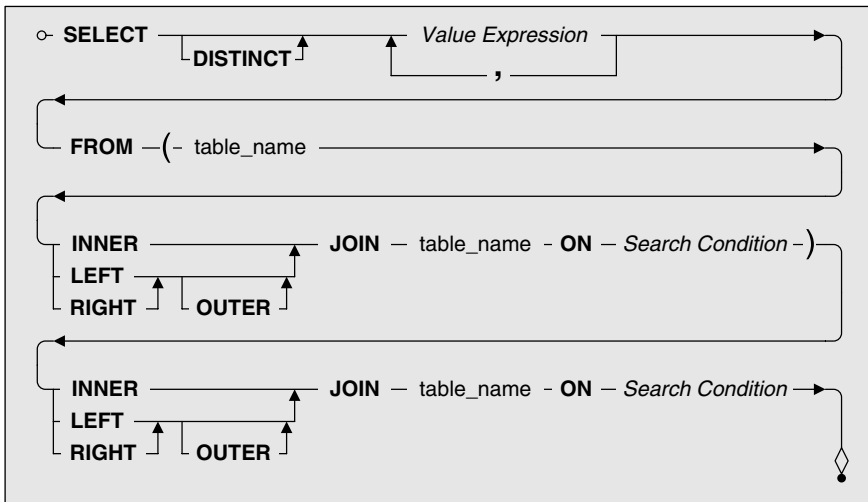 SELECT Value Expression
DISTINCT ,
FROM ( table_name
INNER JOIN table_name ON Search Condition )
LEFT
RIGHT OUTER
INNER JOIN table_name ON Search Condition
LEFT
RIGHT OUTER